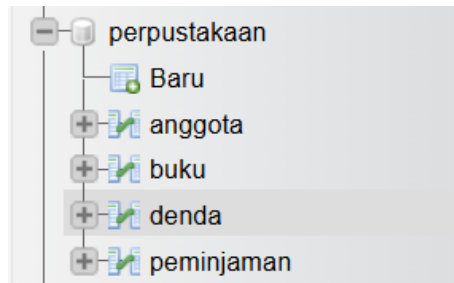 perpustakaan
Baru
anggota
buku
denda
peminjaman